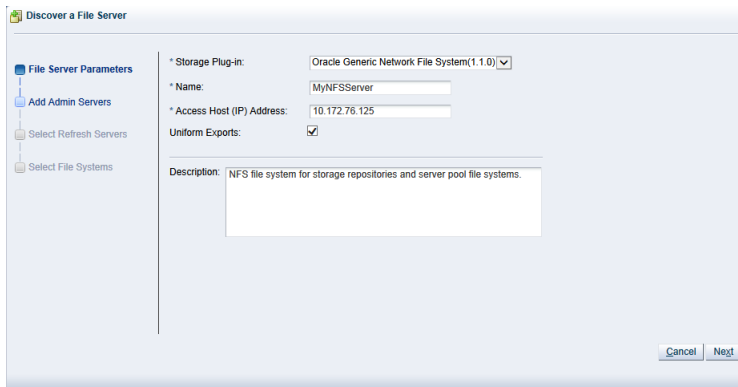 Discover a File Server
File Server Parameters
Add Admin Servers
Select Refresh Servers
Select File Systems
* Storage Plug-in: Oracle Generic Network File System(1.1.0)
* Name: MyNFSServer
* Access Host (IP) Address: 10.172.76.125
Uniform Exports:
Description: NFS file system for storage repositories and server pool file systems.
Cancel Next